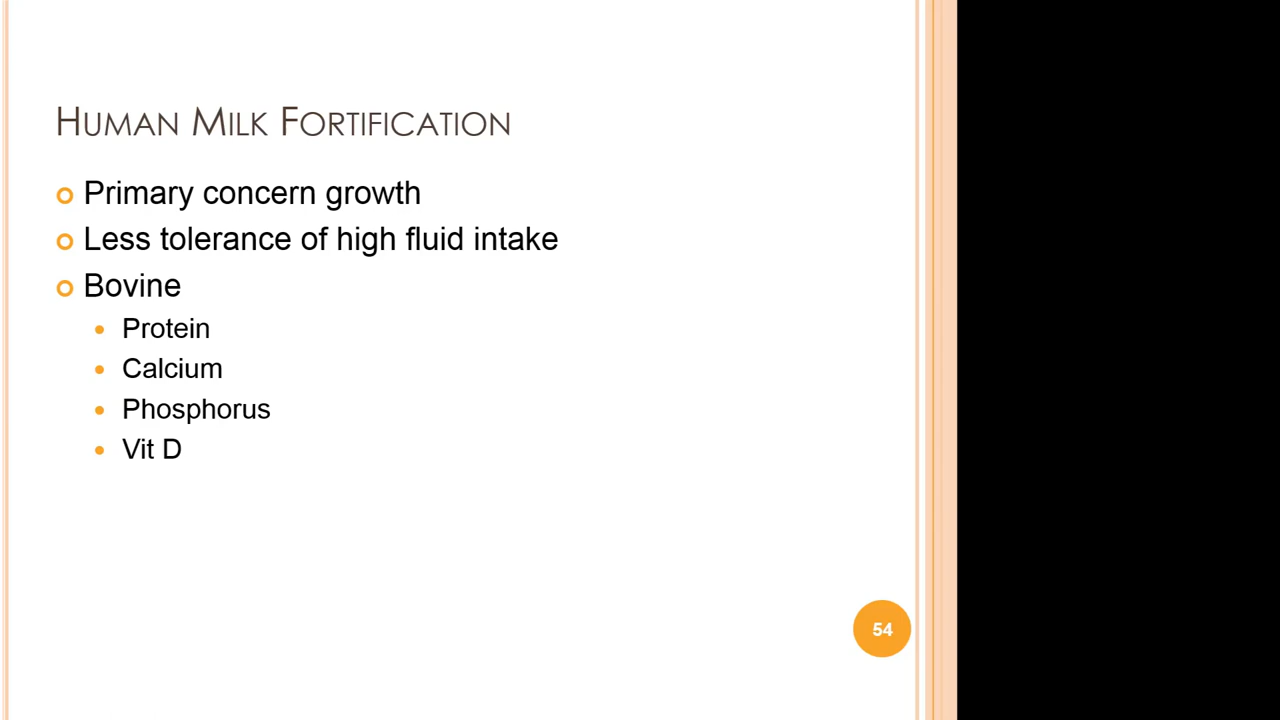 Human Milk Fortification
Primary concern growth
Less tolerance of high fluid intake
Bovine
Protein
Calcium
Phosphorus
Vit D
54